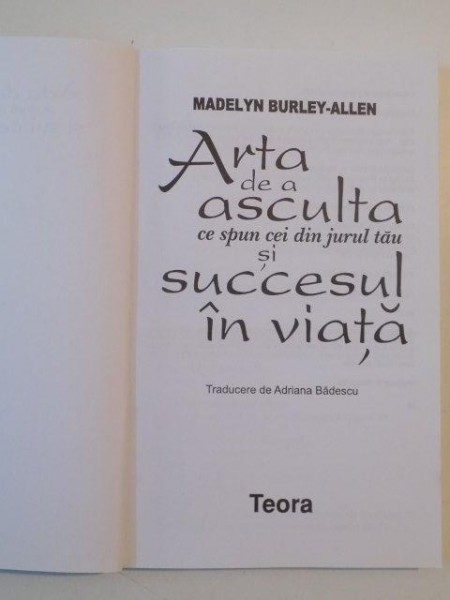 MADELYN BURLEY-ALLEN
Arta
de a
asculta
ce spun cei din jurul tău
și
succesul
în viață
Traducere de Adriana Bădescu
Teora